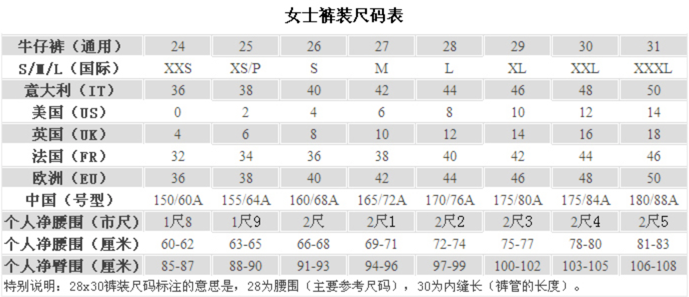 女士裤装尺码表
牛仔裤（通用） 24 25 26 27 28 29 30 31
S/M/L（国际） XXS XS/P S M L XL XXL XXXL
意大利（IT） 36 38 40 42 44 46 48 50
美国（US） 0 2 4 6 8 10 12 14
英国（UK） 4 6 8 10 12 14 16 18
法国（FR） 32 34 36 38 40 42 44 46
欧洲（EU） 36 38 40 42 44 46 48 50
中国（号型） 150/60A 155/64A 160/68A 165/72A 170/76A 175/80A 175/84A 180/88A
个人净腰围（市尺） 1尺8 1尺9 2尺 2尺1 2尺2 2尺3 2尺4 2尺5
个人净腰围（厘米） 60-62 63-65 66-68 69-71 72-74 75-77 78-80 81-83
个人净臀围（厘米） 85-87 88-90 91-93 94-96 97-99 100-102 103-105 106-108
特别说明：28x30裤装尺码标注的意思是，28为腰围（主要参考尺码），30为内缝长（裤管的长度）。